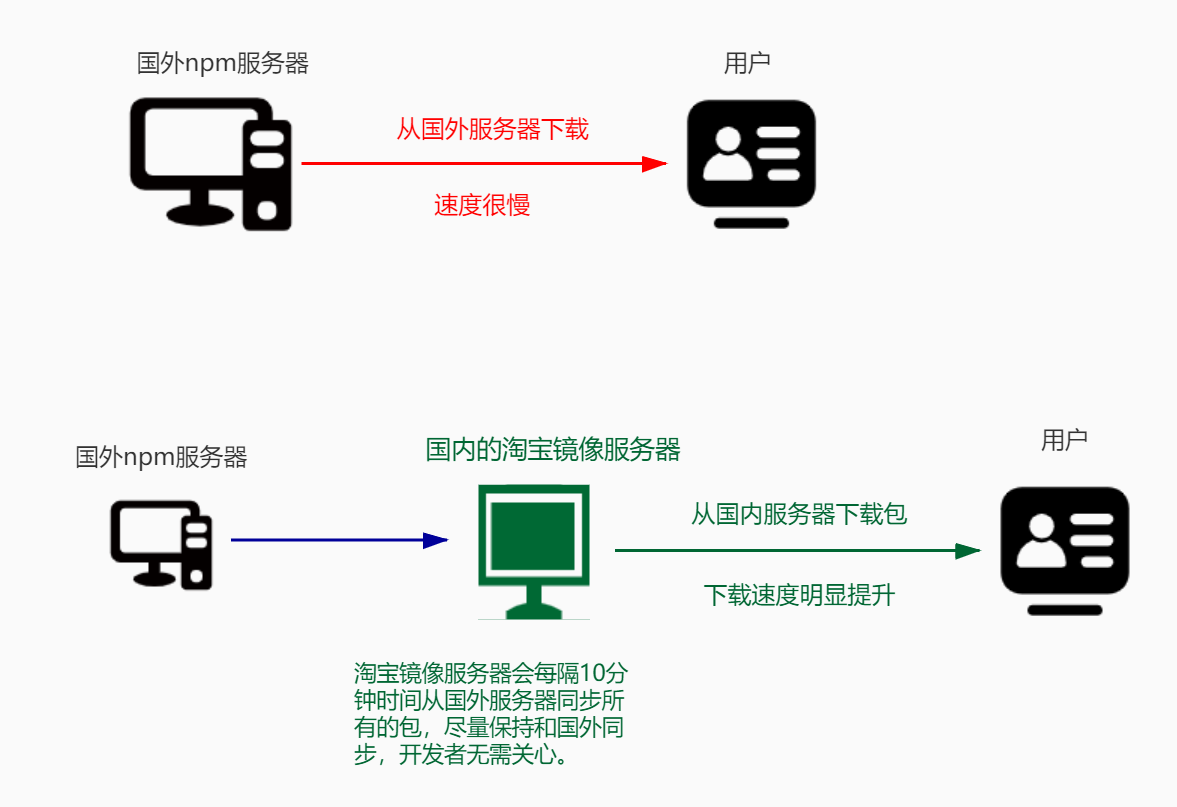 国外npm服务器
用户
从国外服务器下载
速度很慢
国外npm服务器
国内的淘宝镜像服务器
用户
从国内服务器下载包
下载速度明显提升
淘宝镜像服务器会每隔10分
钟时间从国外服务器同步所
有的包，尽量保持和国外同
步，开发者无需关心。